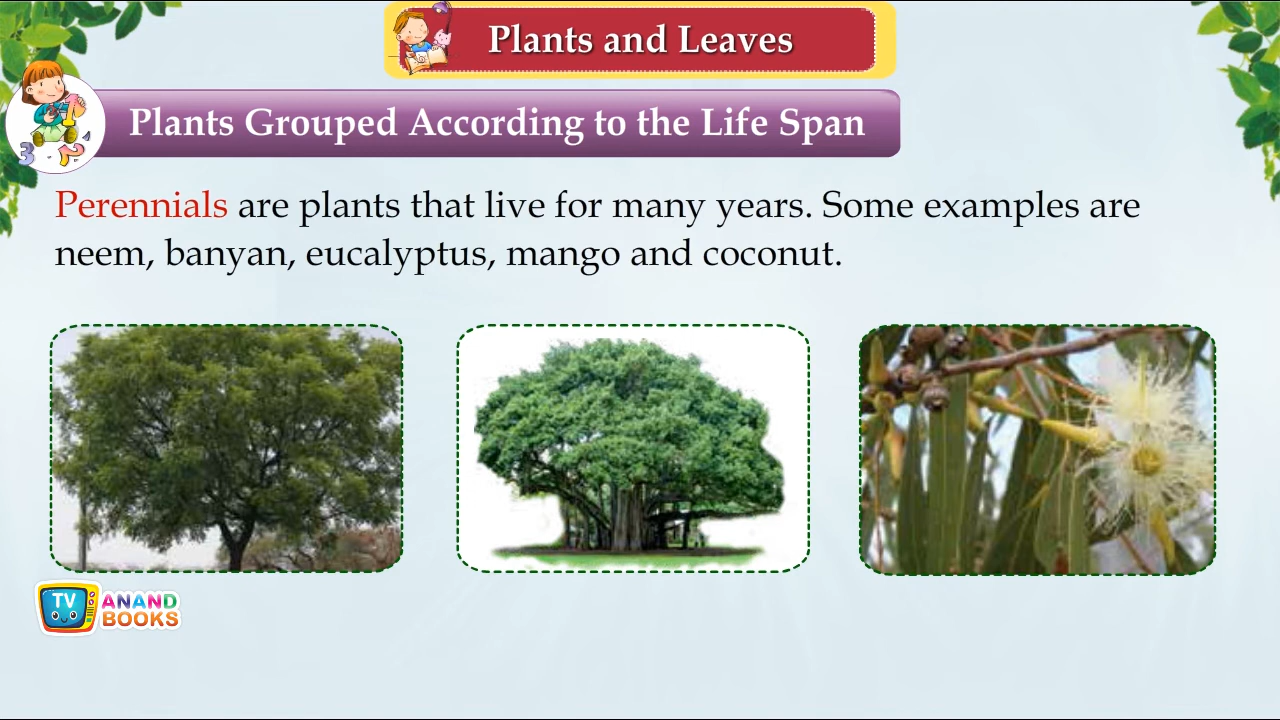 Plants and Leaves
Plants Grouped According to the Life Span
Perennials are plants that live for many years. Some examples are
neem, banyan, eucalyptus, mango and coconut.
TV
ANAND
BOOKS